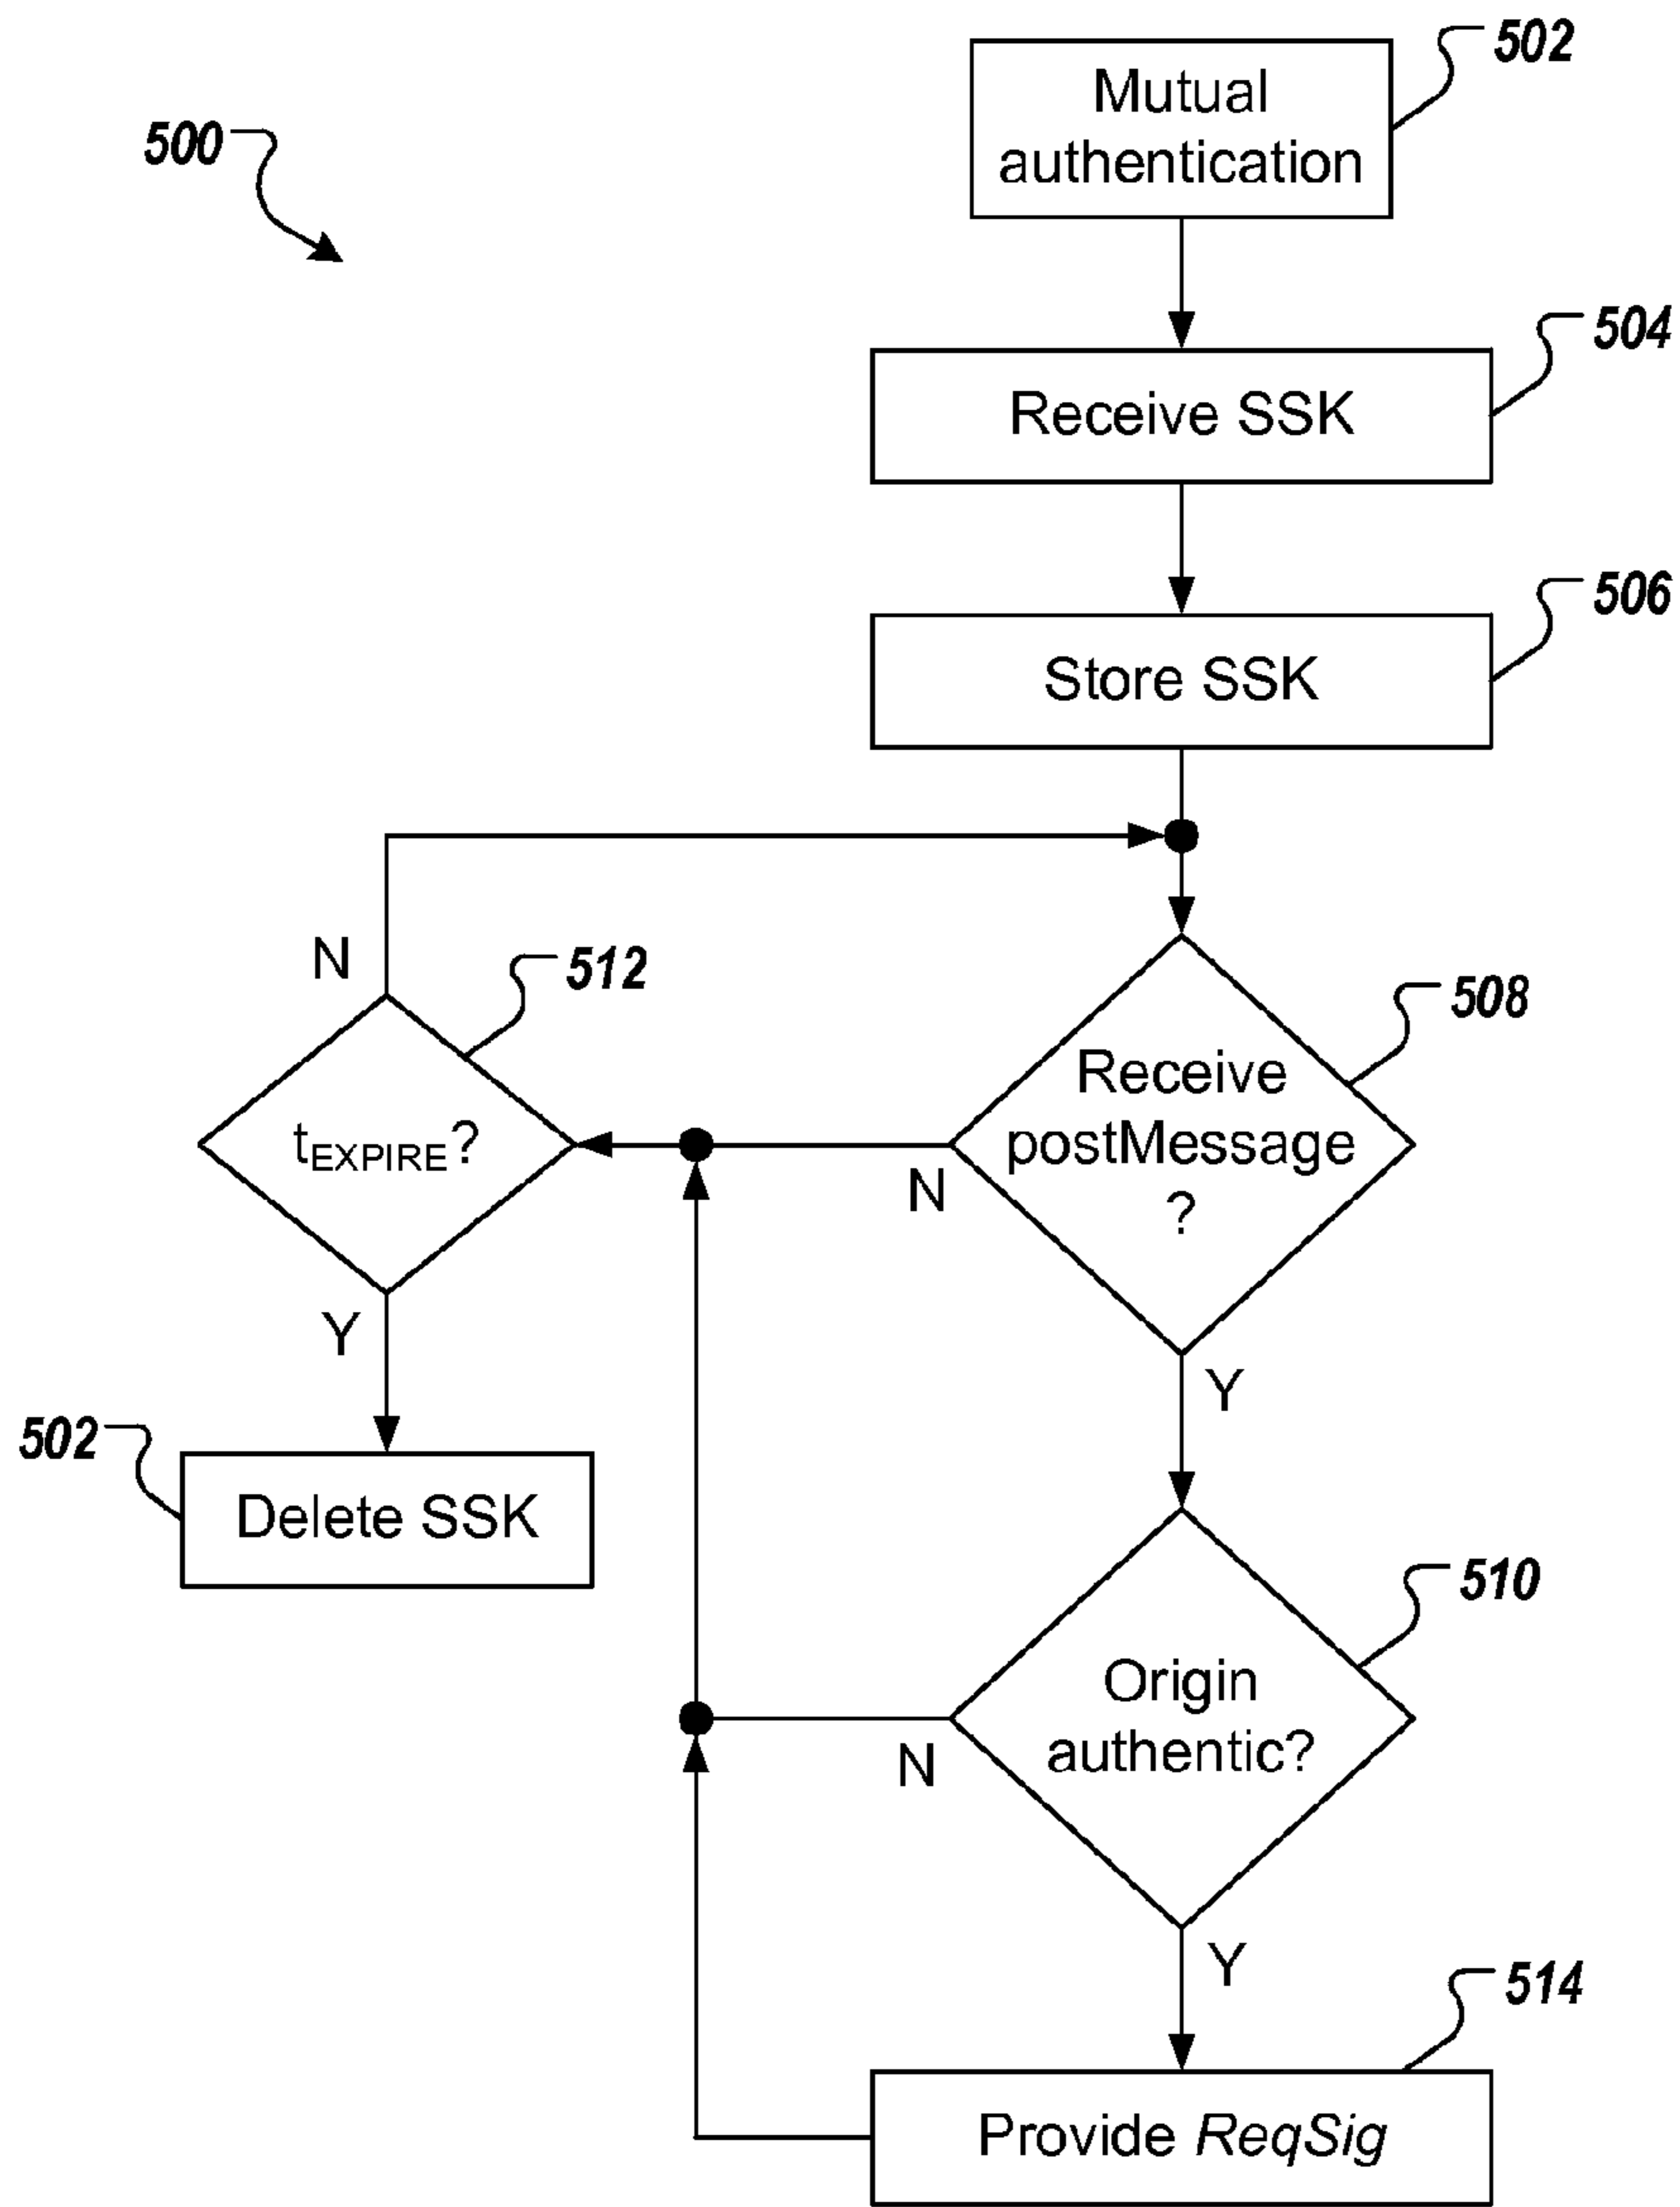 502
Mutual
authentication
500
504
Receive SSK
506
Store SSK
N
512
508
Receive
postMessage
?
tEXPIRE?
N
Y
Y
502
Delete SSK
510
Origin
authentic?
N
Y
514
Provide ReqSig